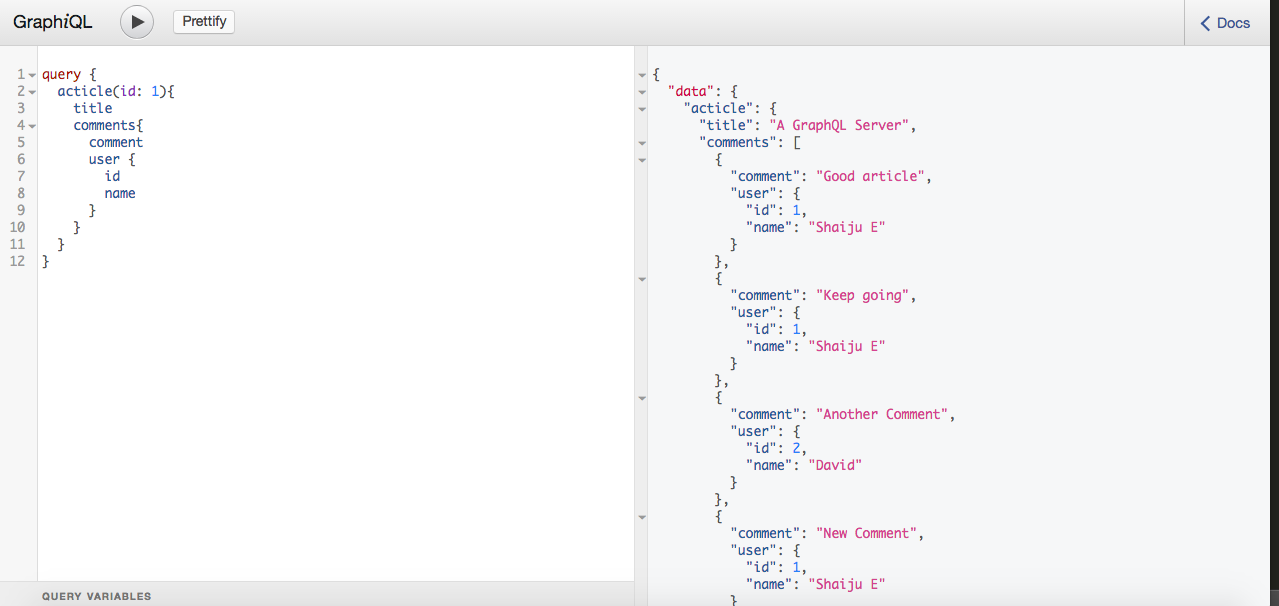 GraphiQL
Prettify
Docs
1 query {
2 acticle(id: 1){
3 title
4 comments{
5 comment
6 user {
7 id
8 name
9 }
10 }
11 }
12 }
QUERY VARIABLES
{
"data": {
"acticle": {
"title": "A GraphQL Server",
"comments": [
{
"comment": "Good article",
"user": {
"id": 1,
"name": "Shaiju E"
}
},
{
"comment": "Keep going",
"user": {
"id": 1,
"name": "Shaiju E"
}
},
{
"comment": "Another Comment",
"user": {
"id": 2,
"name": "David"
}
},
{
"comment": "New Comment",
"user": {
"id": 1,
"name": "Shaiju E"
}